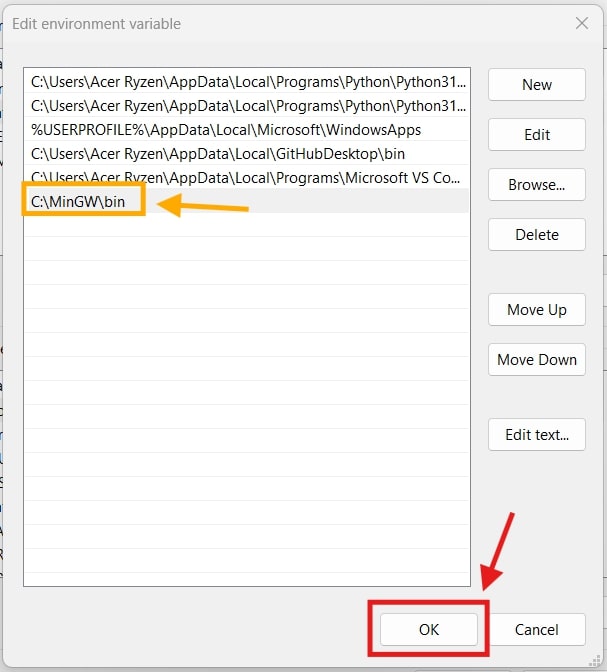 Edit environment variable
C:\Users\Acer Ryzen\AppData\Local\Programs\Python\Python31...
C:\Users\Acer Ryzen\AppData\Local\Programs\Python\Python31...
%USERPROFILE%\AppData\Local\Microsoft\WindowsApps
C:\Users\Acer Ryzen\AppData\Local\GitHubDesktop\bin
C:\Users\Acer Ryzen\AppData\Local\Programs\Microsoft VS Co...
C:\MinGW\bin
New
Edit
Browse...
Delete
Move Up
Move Down
Edit text...
OK
Cancel